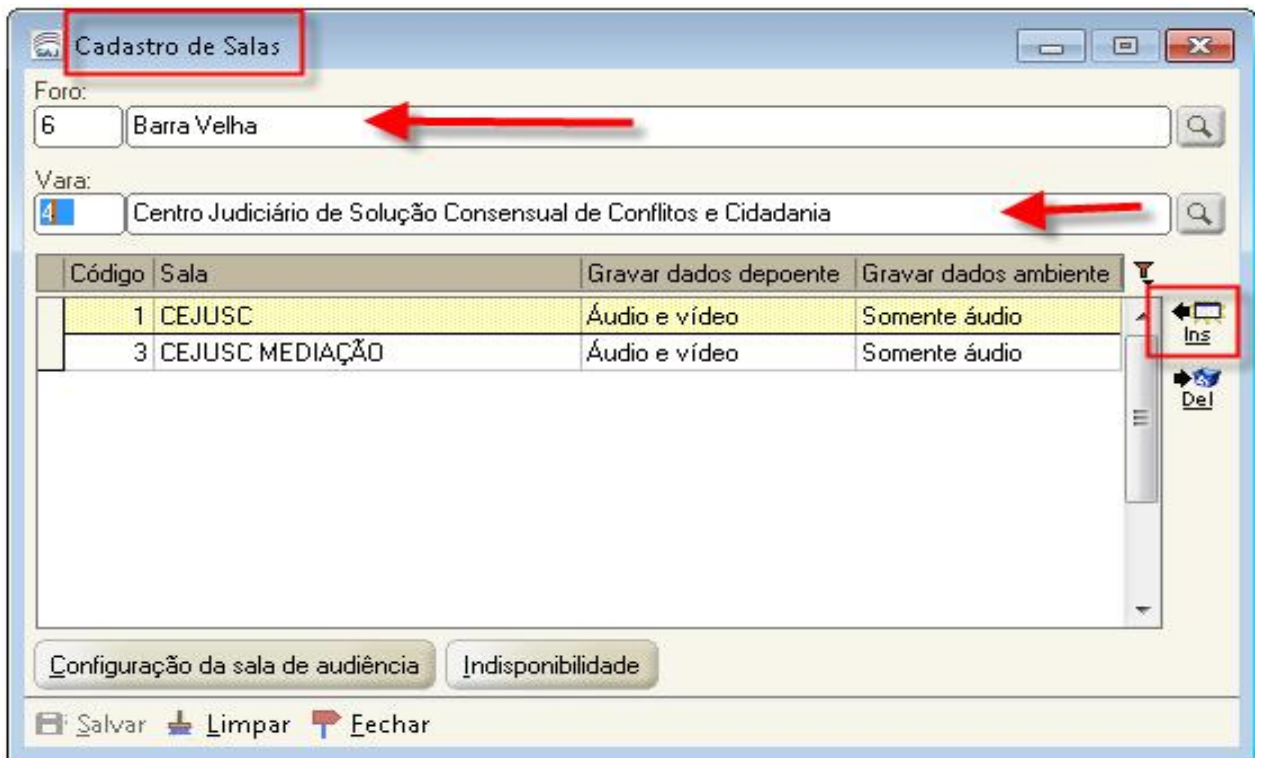 Cadastro de Salas
Foro:
6 Barra Velha
Vara:
4 Centro Judiciário de Solução Consensual de Conflitos e Cidadania
Código Sala Gravar dados depoente Gravar dados ambiente
1 CEJUSC Áudio e vídeo Somente áudio
3 CEJUSC MEDIAÇÃO Áudio e vídeo Somente áudio
Ins
Del
Configuração da sala de audiência Indisponibilidade
Salvar Limpar Fechar